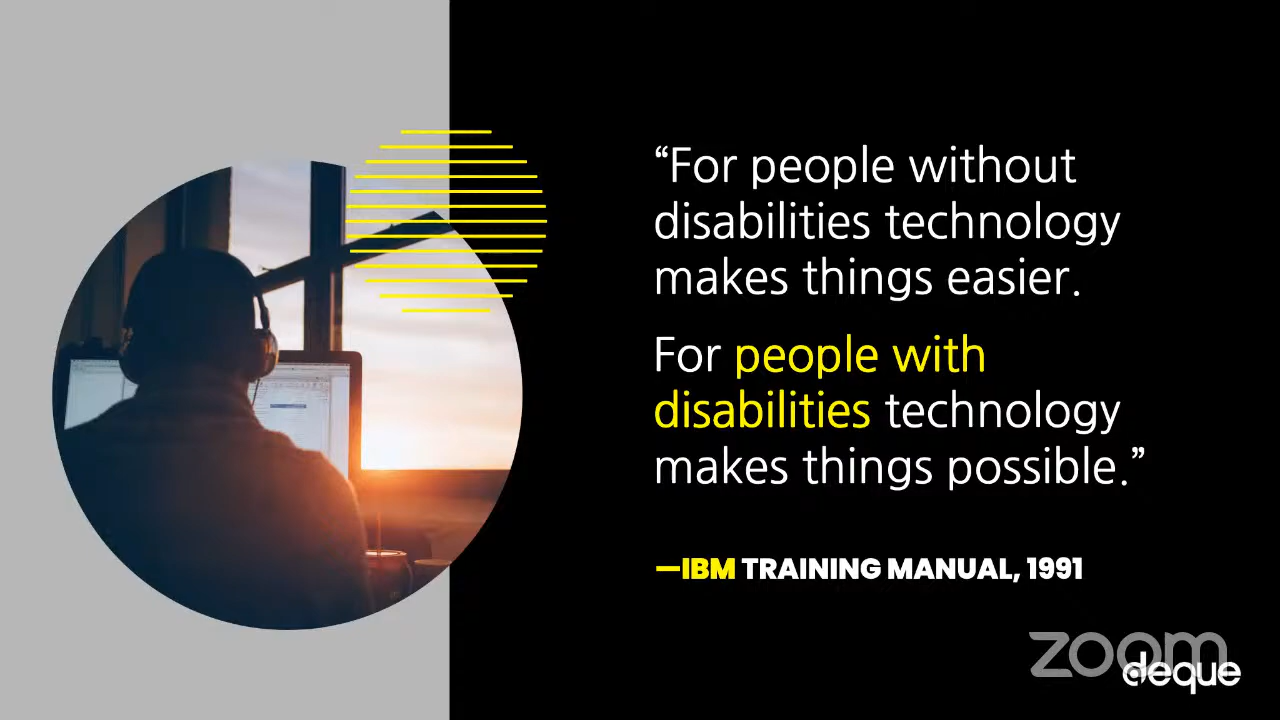 “For people without
disabilities technology
makes things easier.
For people with
disabilities technology
makes things possible.”
—IBM TRAINING MANUAL, 1991
zoom
deque